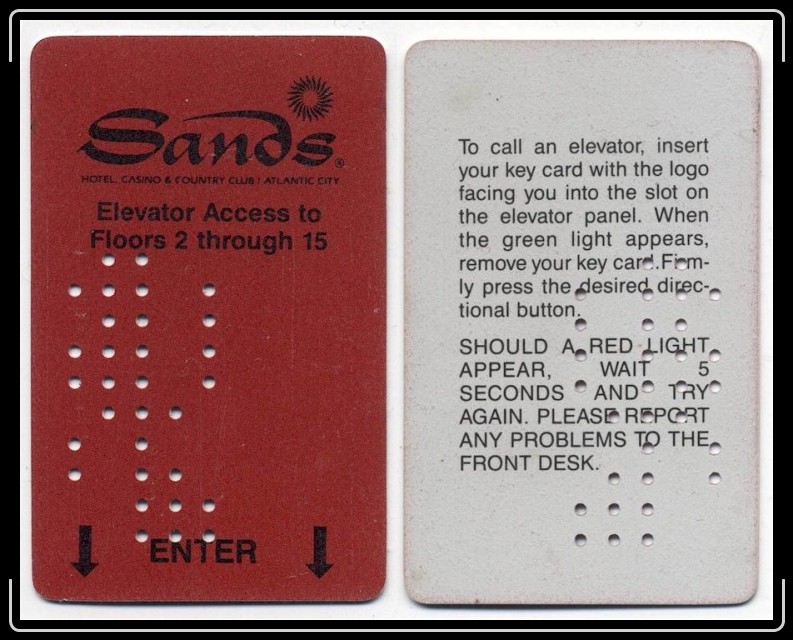 Sands®
HOTEL, CASINO & COUNTRY CLUB / ATLANTIC CITY
Elevator Access to
Floors 2 through 15
ENTER
To call an elevator, insert
your key card with the logo
facing you into the slot on
the elevator panel. When
the green light appears,
remove your key card.Firm-
ly press the desired direc-
tional button.
SHOULD A RED LIGHT
APPEAR, WAIT 5
SECONDS AND TRY
AGAIN. PLEASE REPORT
ANY PROBLEMS TO THE
FRONT DESK.